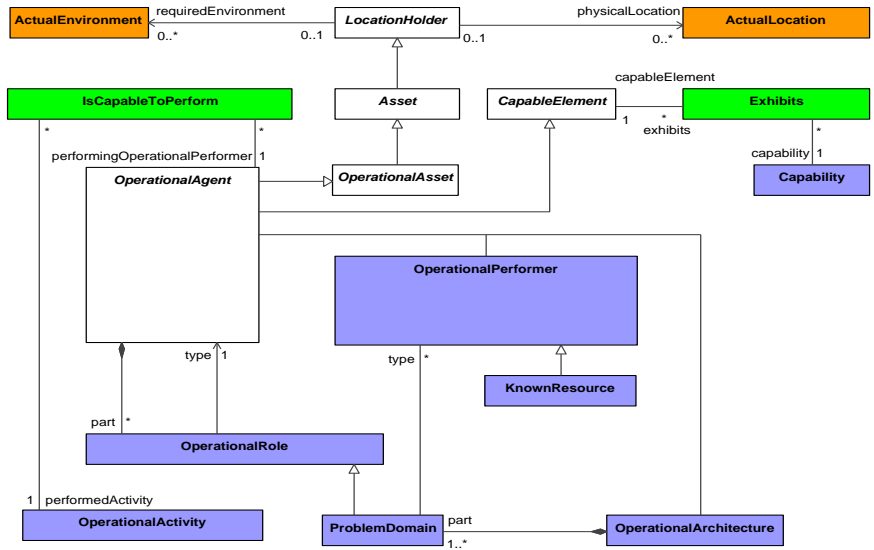 requiredEnvironment
physicalLocation
ActualEnvironment
LocationHolder
ActualLocation
0..*
0..1
0..1
0..*
capableElement
IsCapableToPerform
Asset
CapableElement
Exhibits
1
*
exhibits
*
*
*
performingOperationalPerformer
1
capability
1
OperationalAgent
OperationalAsset
Capability
OperationalPerformer
type
1
type
*
KnownResource
part
*
OperationalRole
1
performedActivity
OperationalActivity
ProblemDomain
part
1..*
OperationalArchitecture